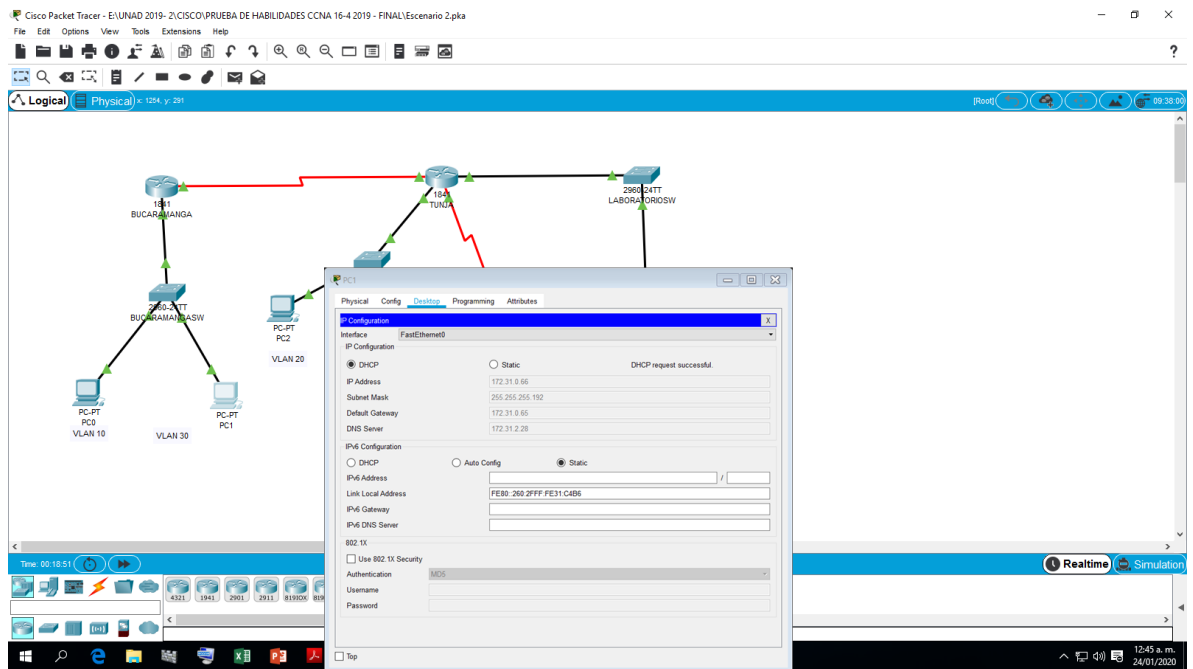 Cisco Packet Tracer - E:\UNAD 2019- 2\CISCO\PRUEBA DE HABILIDADES CCNA 16-4 2019 - FINAL\Escenario 2.pka
File Edit Options View Tools Extensions Help
?
Logical Physical x: 1254, y: 291 [Root] 09:38:00
1841
BUCARAMANGA
1841
TUNJA
2960-24TT
LABORATORIOSW
2960-24TT
BUCARAMANGASW
PC-PT
PC2
VLAN 20
PC-PT
PC0
VLAN 10
VLAN 30
PC-PT
PC1
PC1
Physical Config Desktop Programming Attributes
IP Configuration X
Interface FastEthernet0
IP Configuration
DHCP Static DHCP request successful.
IP Address 172.31.0.66
Subnet Mask 255.255.255.192
Default Gateway 172.31.0.65
DNS Server 172.31.2.28
IPv6 Configuration
DHCP Auto Config Static
IPv6 Address /
Link Local Address FE80::260:2FFF:FE31:C4B6
IPv6 Gateway
IPv6 DNS Server
802.1X
Use 802.1X Security
Authentication MD5
Username
Password
Top
Time: 00:18:51 Realtime Simulation
4321 1941 2901 2911 819IOX 819
12:45 a. m.
24/01/2020